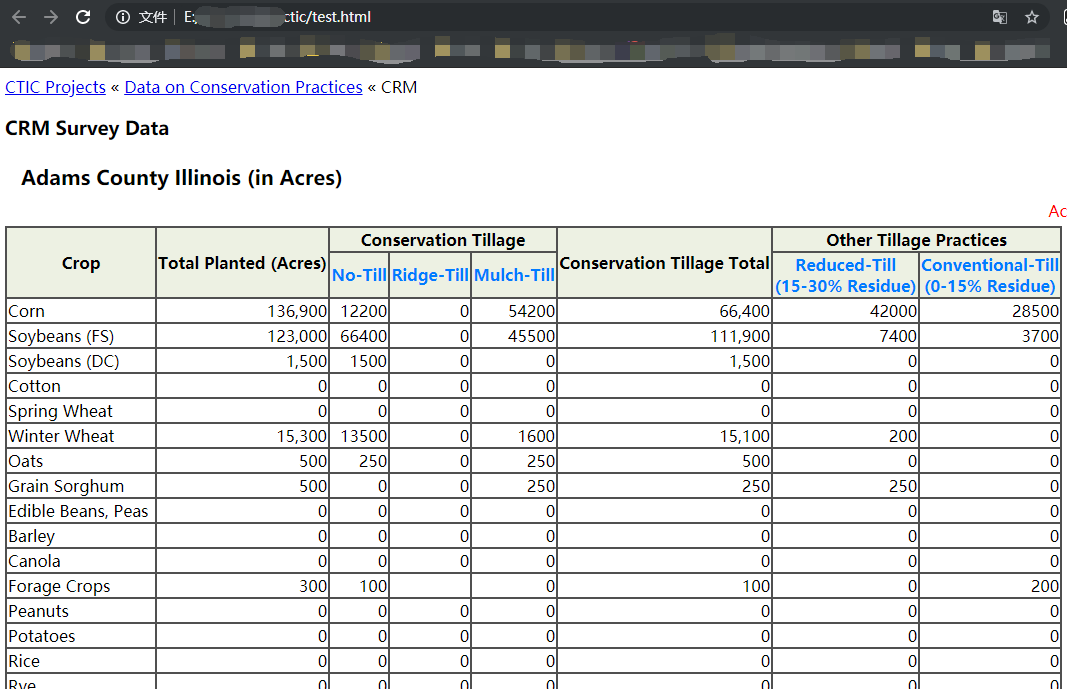 文件 E:/ ctic/test.html
CTIC Projects « Data on Conservation Practices « CRM
CRM Survey Data
Adams County Illinois (in Acres)
Ac
Crop Total Planted (Acres) Conservation Tillage Conservation Tillage Total Other Tillage Practices
No-Till Ridge-Till Mulch-Till Reduced-Till Conventional-Till
(15-30% Residue) (0-15% Residue)
Corn 136,900 12200 0 54200 66,400 42000 28500
Soybeans (FS) 123,000 66400 0 45500 111,900 7400 3700
Soybeans (DC) 1,500 1500 0 0 1,500 0 0
Cotton 0 0 0 0 0 0 0
Spring Wheat 0 0 0 0 0 0 0
Winter Wheat 15,300 13500 0 1600 15,100 200 0
Oats 500 250 0 250 500 0 0
Grain Sorghum 500 0 0 250 250 250 0
Edible Beans, Peas 0 0 0 0 0 0 0
Barley 0 0 0 0 0 0 0
Canola 0 0 0 0 0 0 0
Forage Crops 300 100 0 100 0 200
Peanuts 0 0 0 0 0 0 0
Potatoes 0 0 0 0 0 0 0
Rice 0 0 0 0 0 0 0
Rye 0 0 0 0 0 0 0